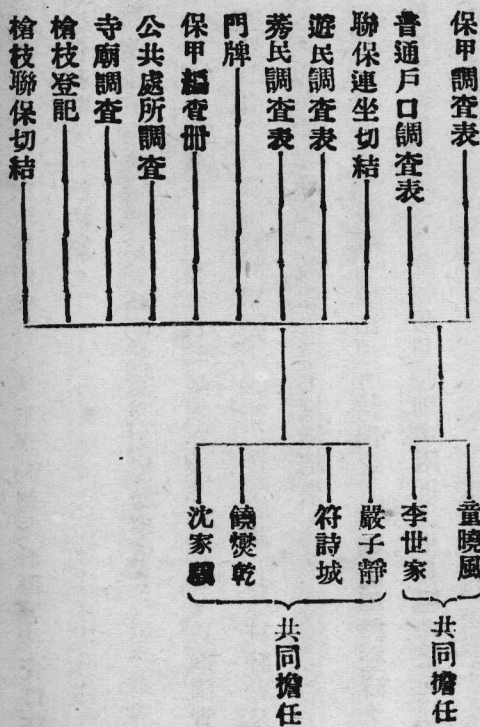 保甲調查表
普通戶口調查表
聯保連坐切結
遊民調查表
莠民調查表
門牌
保甲編查冊
公共處所調查
寺廟調查
槍枝登記
槍枝聯保切結
童曉風
李世家
共同擔任
嚴子靜
符詩城
饒燮乾
沈家
共同擔任